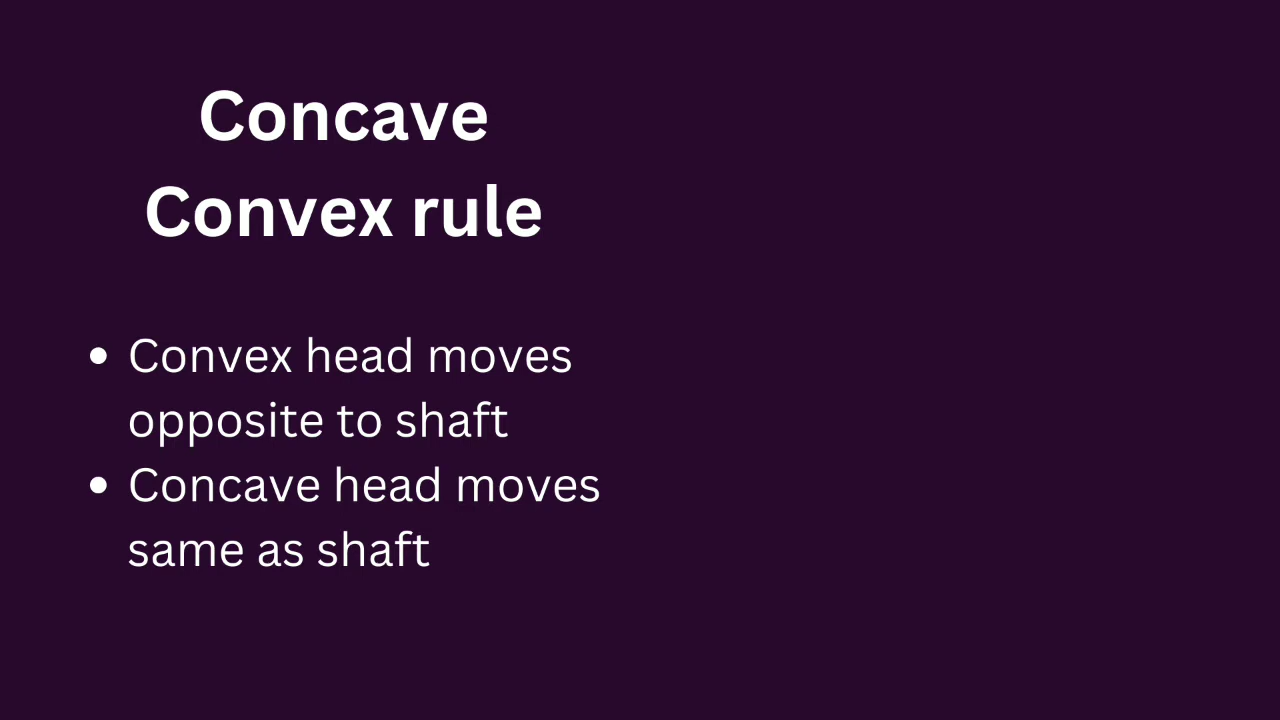 Concave
Convex rule
• Convex head moves
opposite to shaft
• Concave head moves
same as shaft